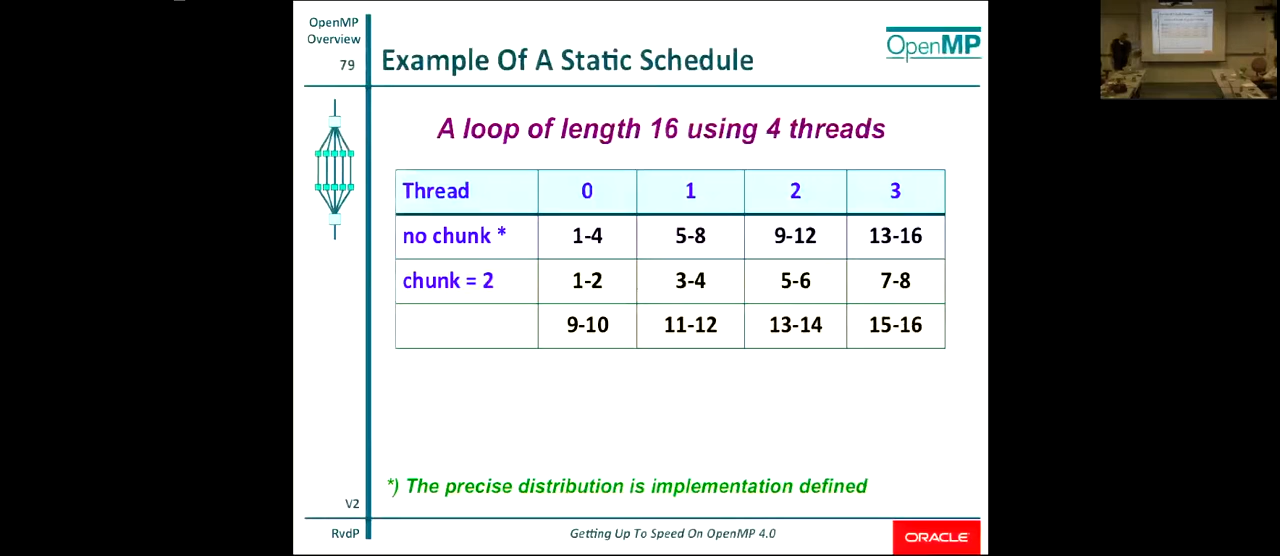 OpenMP
Overview
79
Example Of A Static Schedule
OpenMP
A loop of length 16 using 4 threads
Thread 0 1 2 3
no chunk * 1-4 5-8 9-12 13-16
chunk = 2 1-2 3-4 5-6 7-8
9-10 11-12 13-14 15-16
*) The precise distribution is implementation defined
V2
RvdP
Getting Up To Speed On OpenMP 4.0
ORACLE